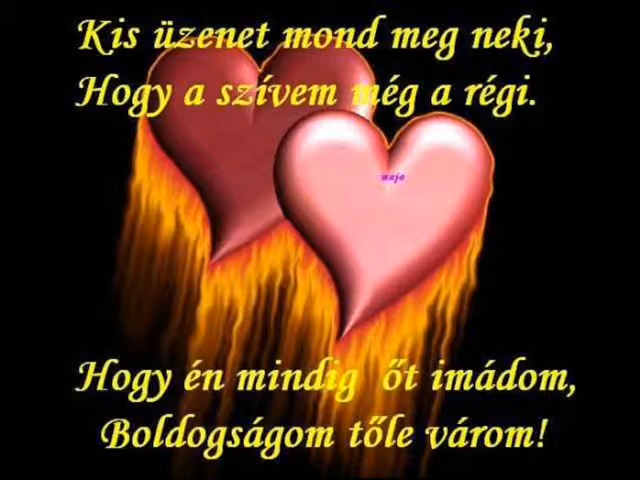 Kis üzenet mond meg neki,
Hogy a szívem még a régi.
Hogy én mindig őt imádom,
Boldogságom tőle várom!